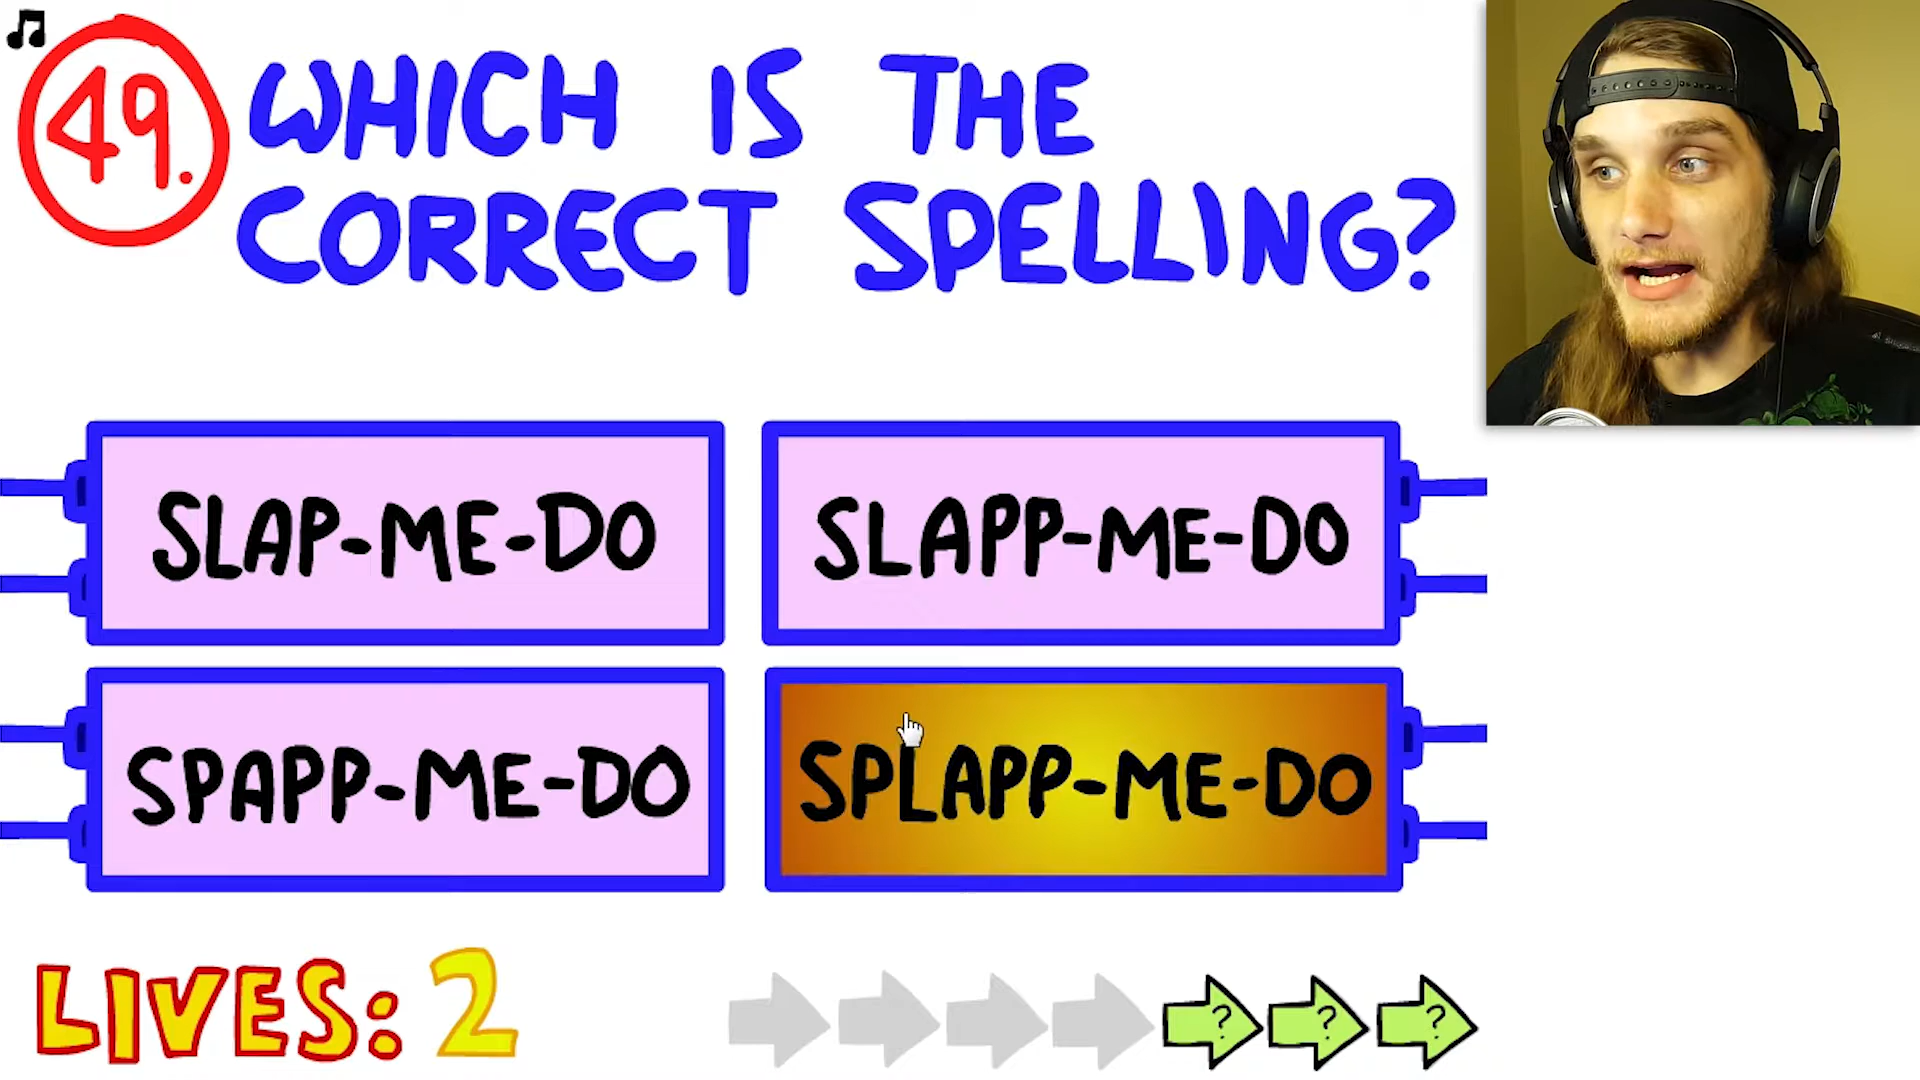 49. WHICH IS THE
CORRECT SPELLING?
SLAP-ME-DO
SLAPP-ME-DO
SPAPP-ME-DO
SPLAPP-ME-DO
LIVES: 2
? ? ?